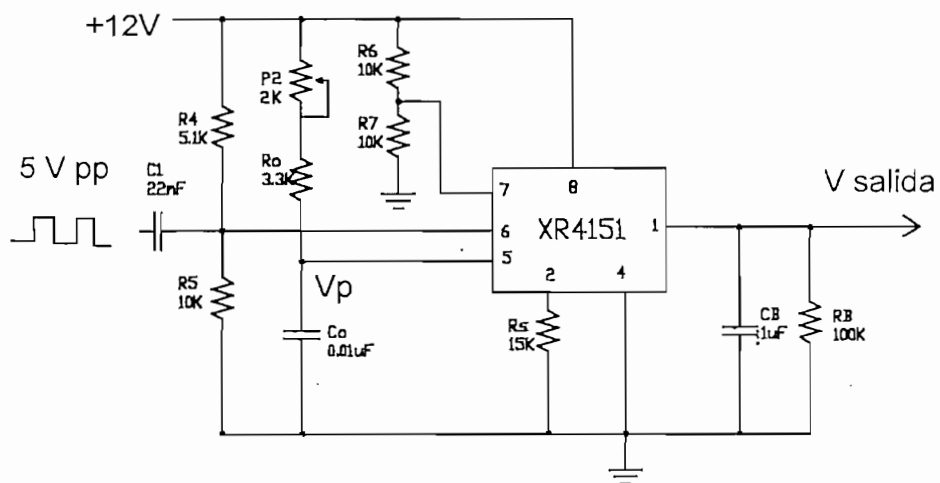 +12V
R4
5.1K
P2
2K
R6
10K
R7
10K
Ro
3.3K
5 V pp
C1
22nF
7
8
6
XR4151
1
5
2
4
V salida
R5
10K
Vp
Co
0.01uF
Rs
15K
CB
1uF
RB
100K